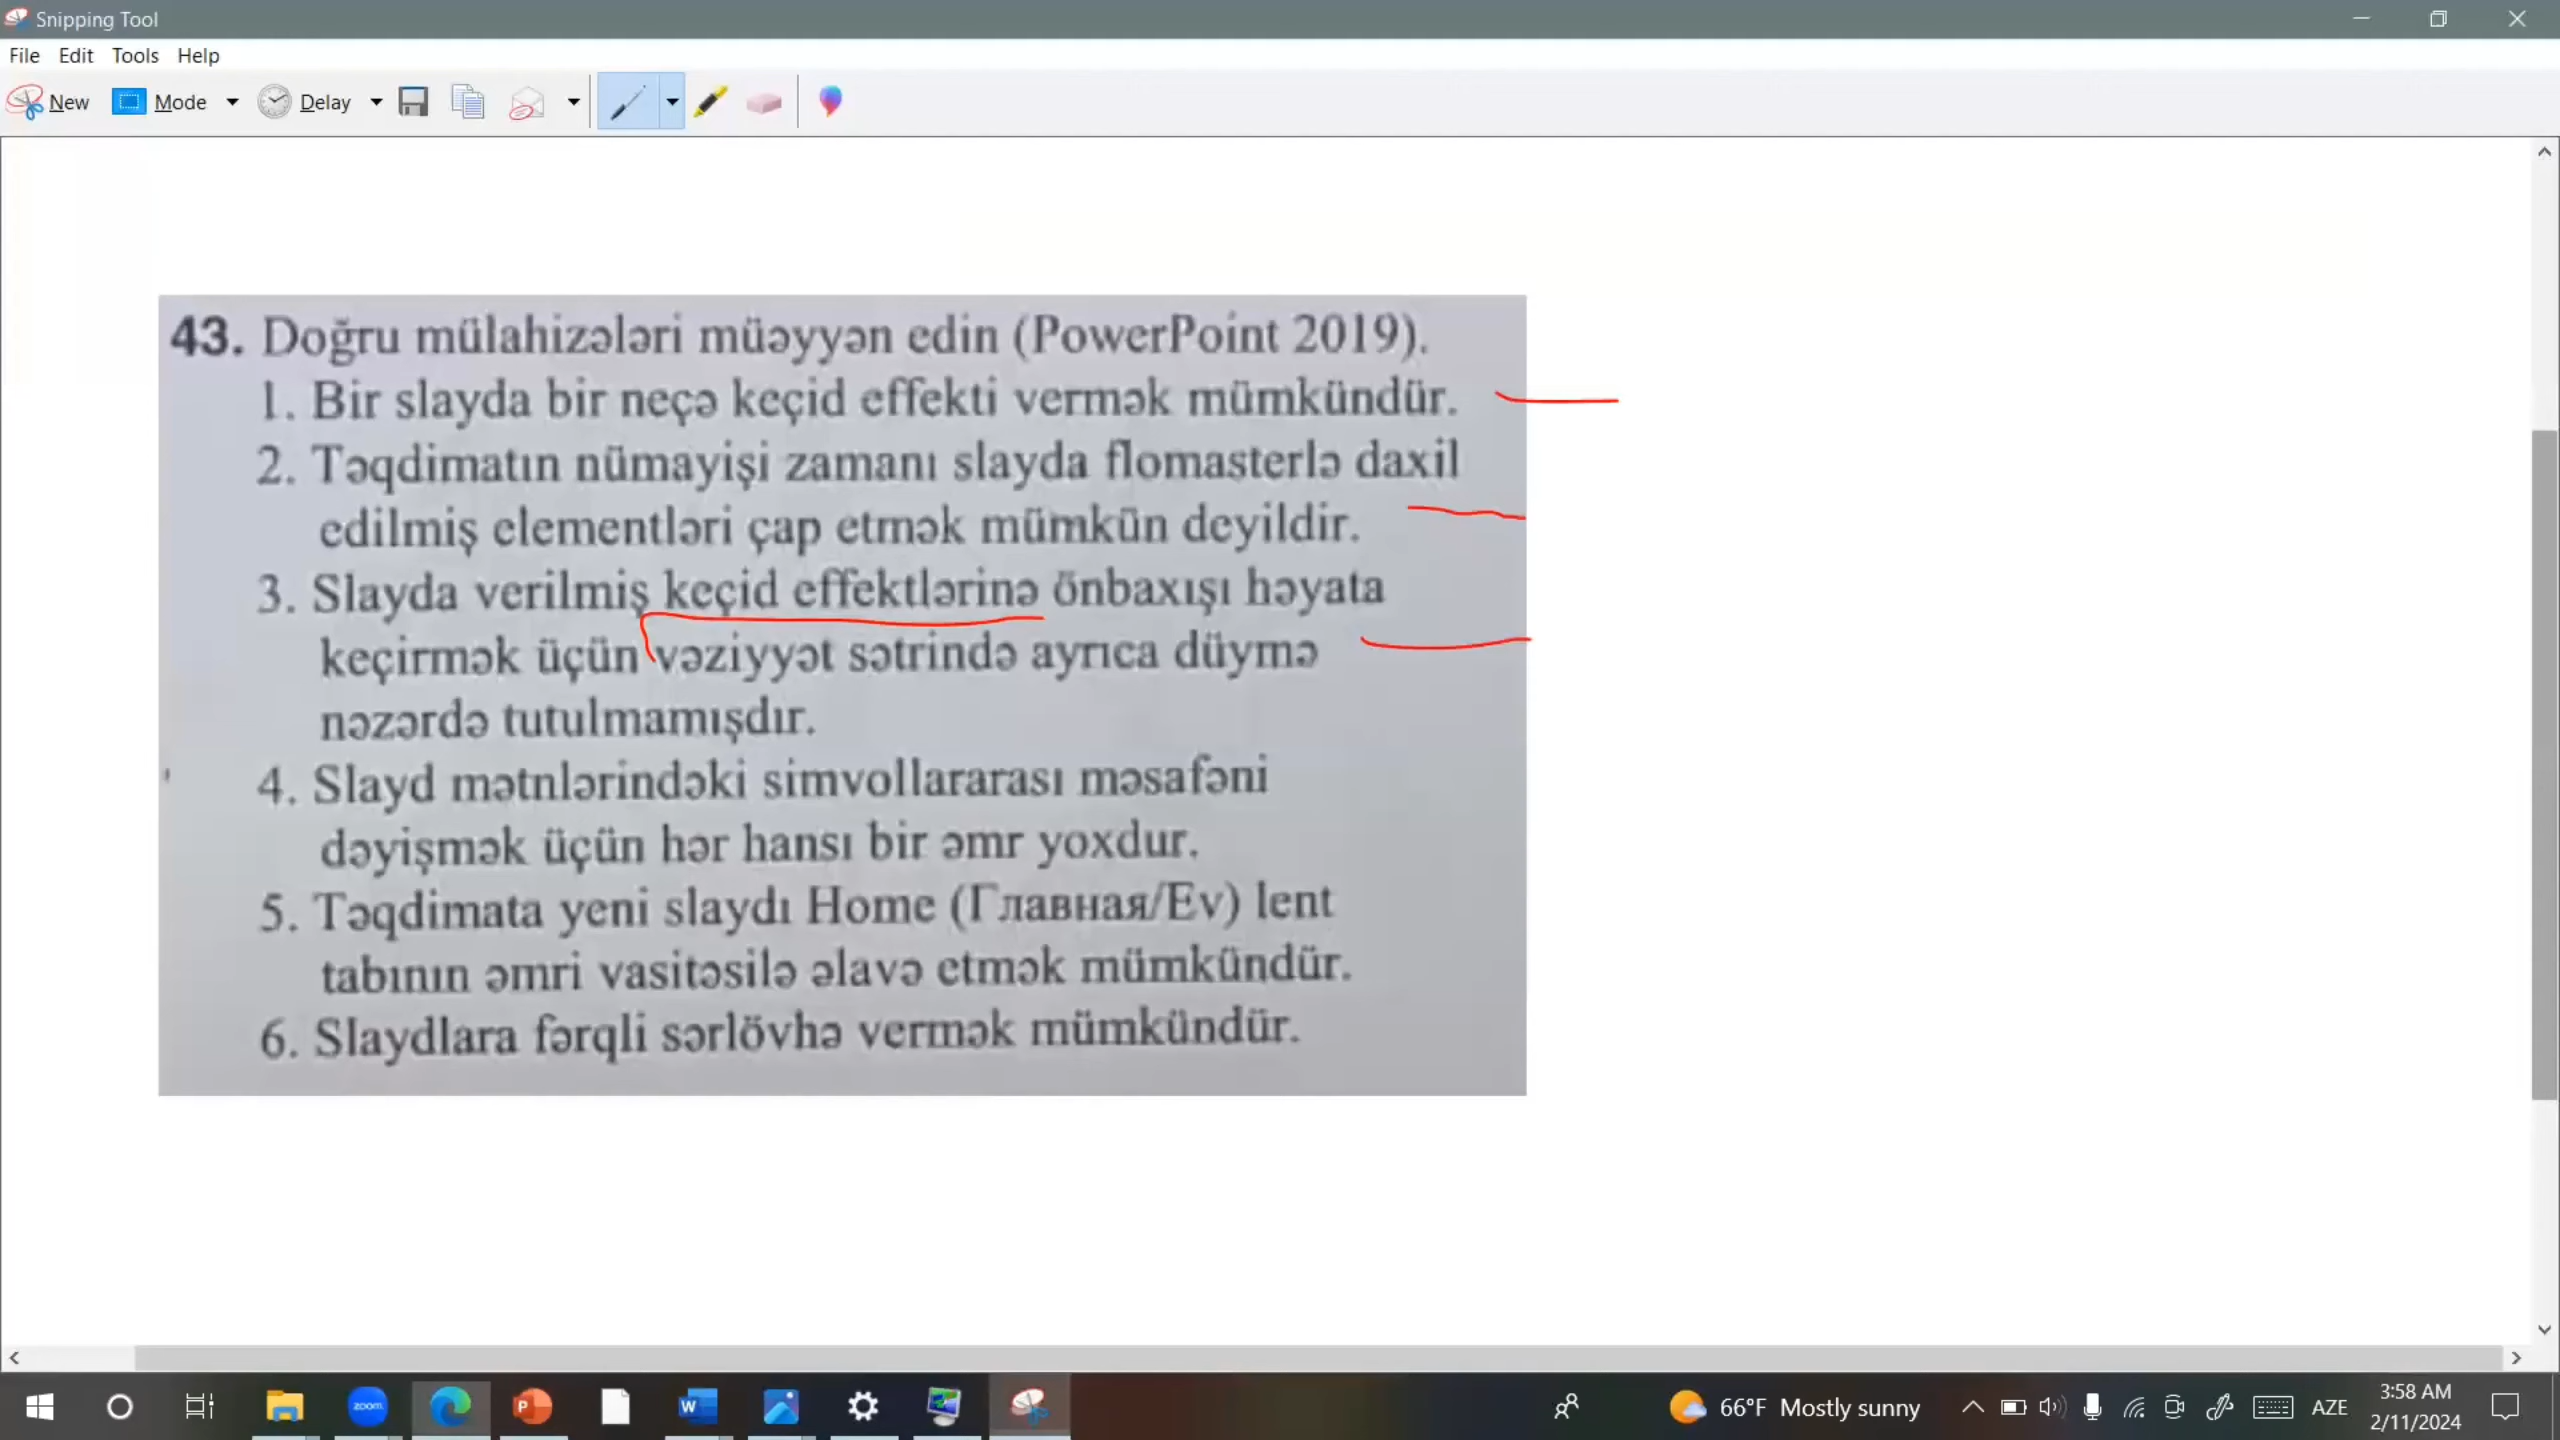 Snipping Tool
File Edit Tools Help
New Mode Delay
43. Doğru mülahizələri müəyyən edin (PowerPoint 2019).
1. Bir slayda bir neçə keçid effekti vermək mümkündür.
2. Təqdimatın nümayişi zamanı slayda flomasterlə daxil
edilmiş elementləri çap etmək mümkün deyildir.
3. Slayda verilmiş keçid effektlərinə önbaxışı həyata
keçirmək üçün vəziyyət sətrində ayrıca düymə
nəzərdə tutulmamışdır.
4. Slayd mətnlərindəki simvollararası məsafəni
dəyişmək üçün hər hansı bir əmr yoxdur.
5. Təqdimata yeni slaydı Home (Главная/Ev) lent
tabının əmri vasitəsilə əlavə etmək mümkündür.
6. Slaydlara fərqli sərlövhə vermək mümkündür.
zoom
66°F Mostly sunny
AZE
3:58 AM
2/11/2024